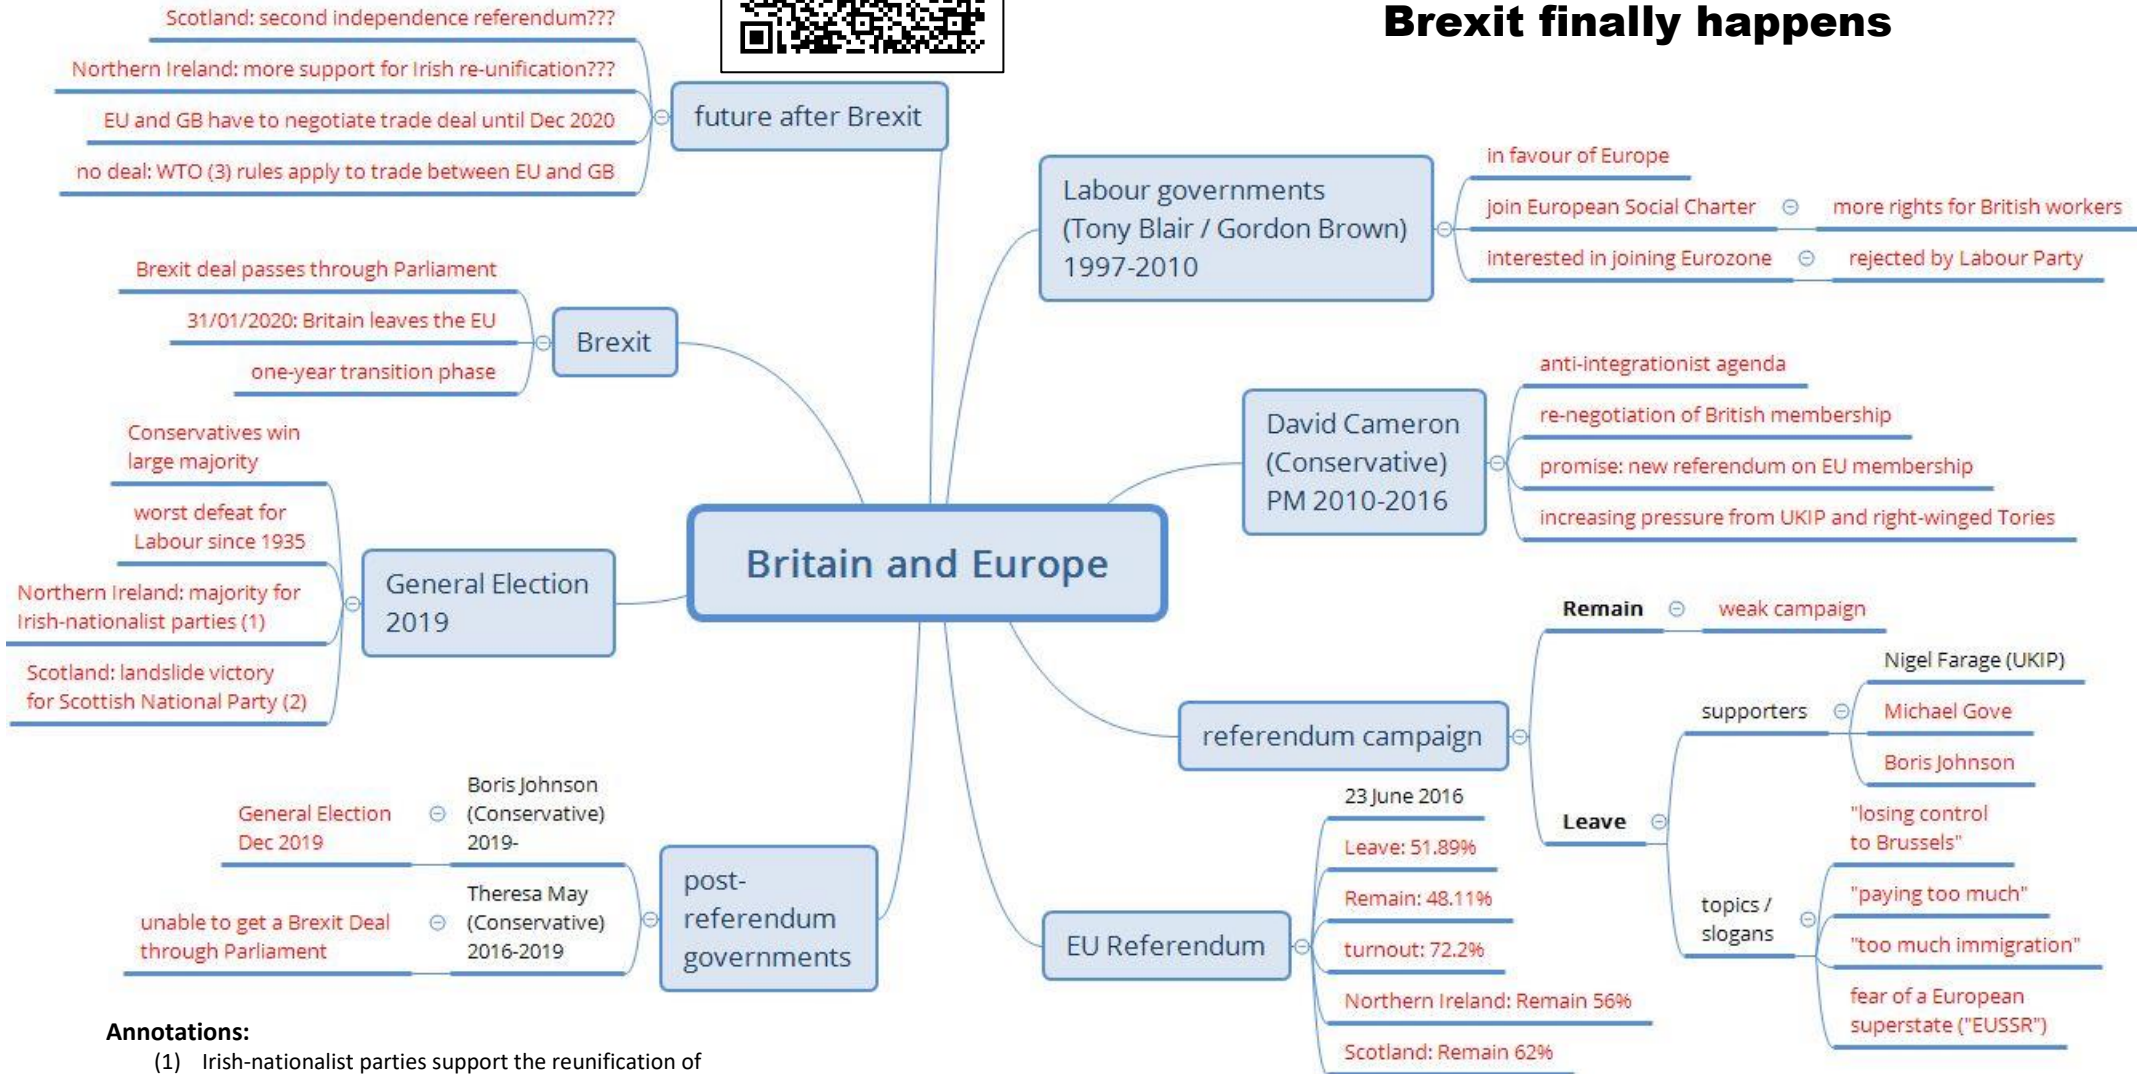 Brexit finally happens
Scotland: second independence referendum???
Northern Ireland: more support for Irish re-unification???
EU and GB have to negotiate trade deal until Dec 2020
no deal: WTO (3) rules apply to trade between EU and GB
future after Brexit
Labour governments
(Tony Blair / Gordon Brown)
1997-2010
in favour of Europe
join European Social Charter
more rights for British workers
interested in joining Eurozone
rejected by Labour Party
Brexit deal passes through Parliament
31/01/2020: Britain leaves the EU
one-year transition phase
Brexit
David Cameron
(Conservative)
PM 2010-2016
anti-integrationist agenda
re-negotiation of British membership
promise: new referendum on EU membership
increasing pressure from UKIP and right-winged Tories
Conservatives win
large majority
worst defeat for
Labour since 1935
Northern Ireland: majority for
Irish-nationalist parties (1)
Scotland: landslide victory
for Scottish National Party (2)
General Election
2019
Britain and Europe
referendum campaign
Remain
weak campaign
Leave
supporters
Nigel Farage (UKIP)
Michael Gove
Boris Johnson
topics /
slogans
"losing control
to Brussels"
"paying too much"
"too much immigration"
fear of a European
superstate ("EUSSR")
General Election
Dec 2019
Boris Johnson
(Conservative)
2019-
unable to get a Brexit Deal
through Parliament
Theresa May
(Conservative)
2016-2019
post-
referendum
governments
EU Referendum
23 June 2016
Leave: 51.89%
Remain: 48.11%
turnout: 72.2%
Northern Ireland: Remain 56%
Scotland: Remain 62%
Annotations:
(1) Irish-nationalist parties support the reunification of